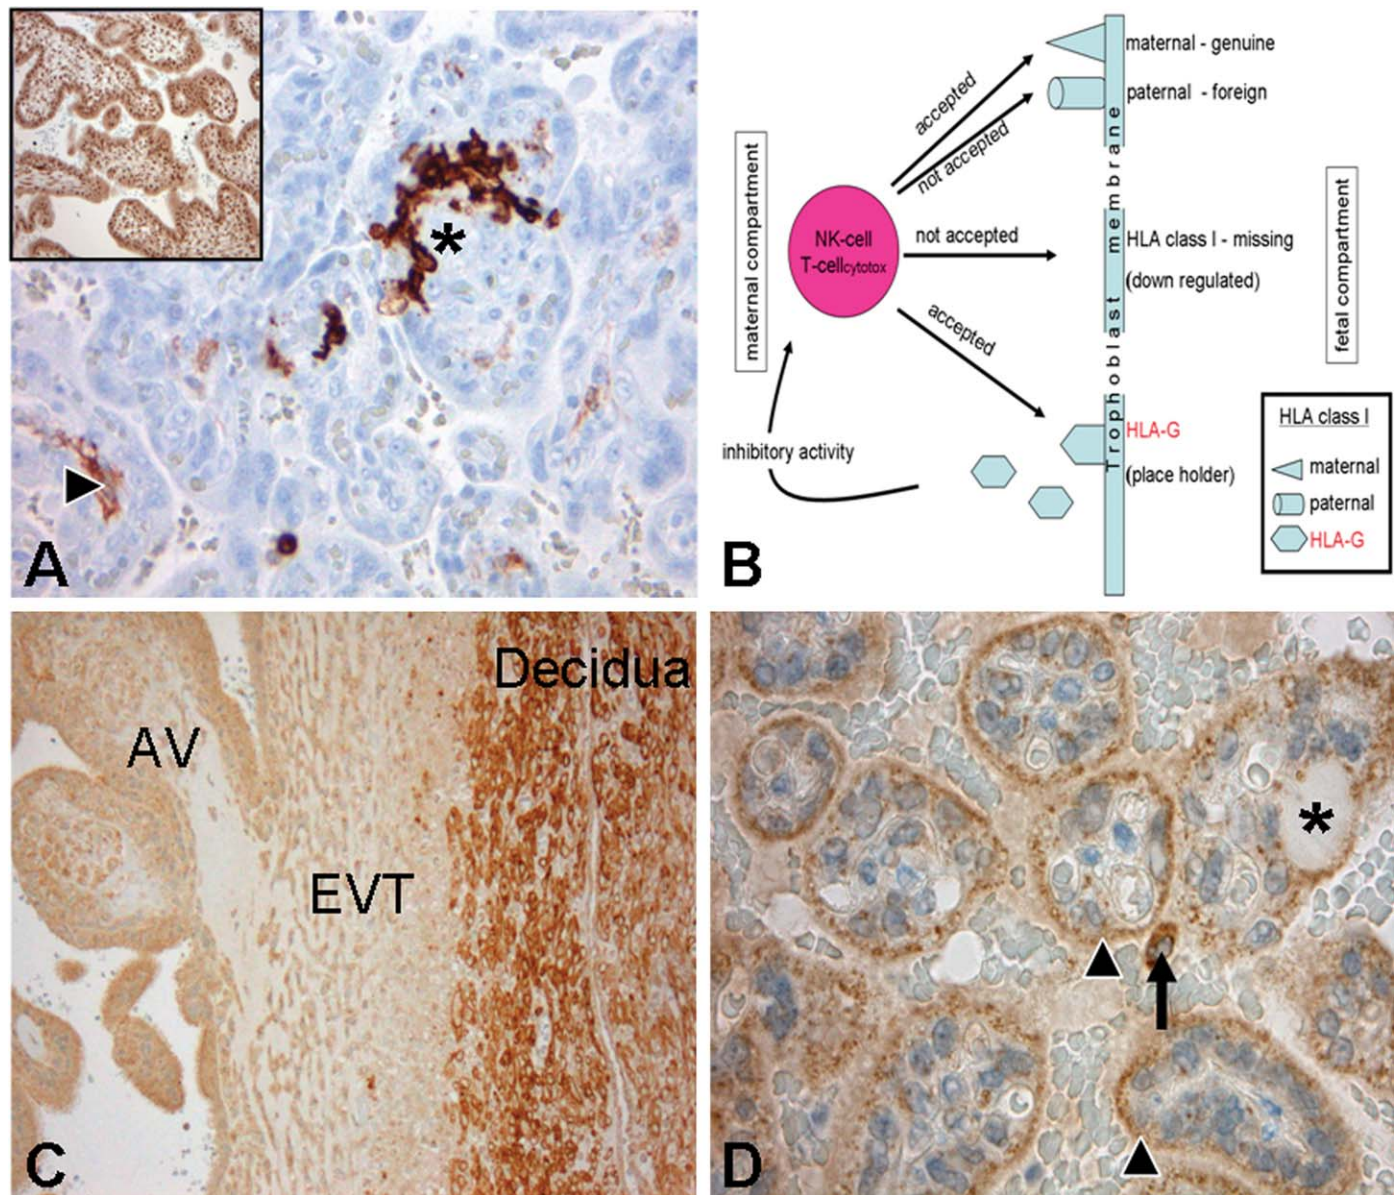 *
A
maternal compartment
accepted
not accepted
NK-cell
T-cellcytotox
not accepted
accepted
inhibitory activity
Trophoblast membrane
maternal - genuine
paternal - foreign
HLA class I - missing
(down regulated)
HLA-G
(place holder)
fetal compartment
HLA class I
maternal
paternal
HLA-G
B
Decidua
AV
EVT
C
*
D